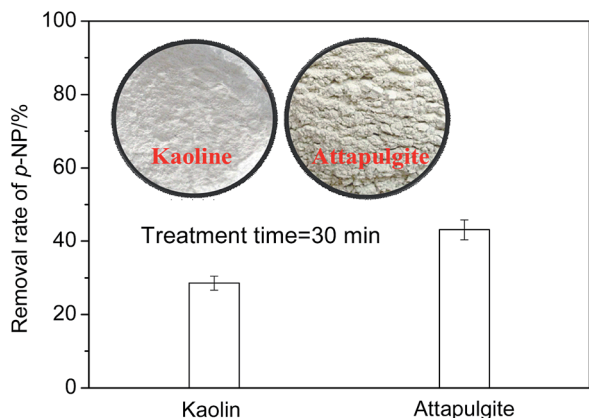 Removal rate of p-NP/%
100
80
60
40
20
0
Kaoline
Attapulgite
Treatment time=30 min
Kaolin
Attapulgite